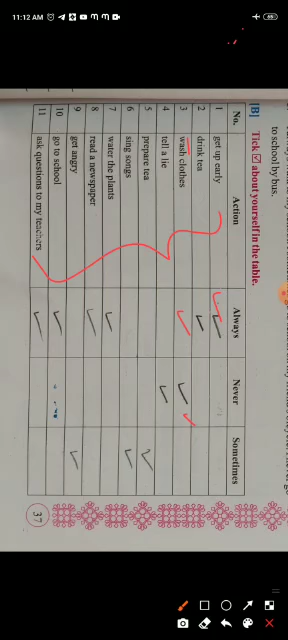 11:12 AM
69
to school by bus.
[B] Tick ☑ about yourself in the table.
No. Action Always Never Sometimes
1 get up early ✓
2 drink tea ✓
3 wash clothes ✓ ✓
4 tell a lie ✓
5 prepare tea ✓
6 sing songs ✓
7 water the plants ✓
8 read a newspaper ✓
9 get angry ✓
10 go to school ✓
11 ask questions to my teachers ✓
37